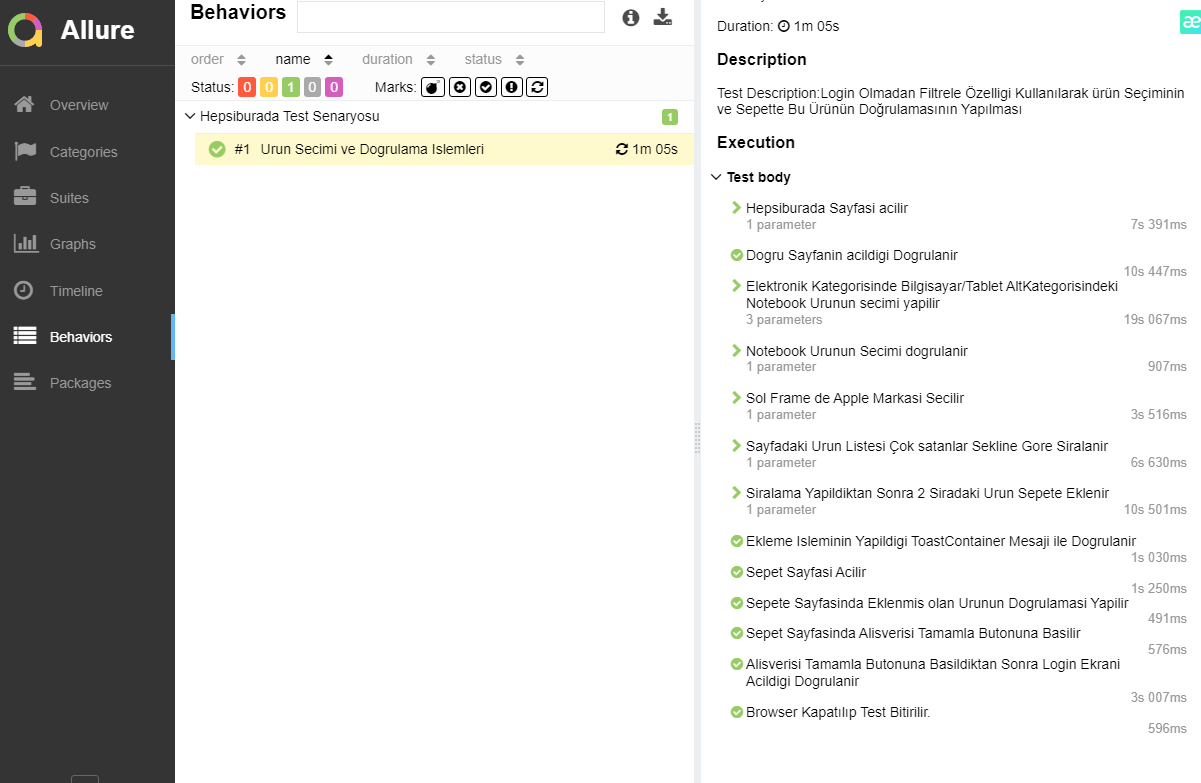 Allure
Overview
Categories
Suites
Graphs
Timeline
Behaviors
Packages
Behaviors
order name duration status
Status: 0 0 1 0 0 Marks:
Hepsiburada Test Senaryosu 1
#1 Urun Secimi ve Dogrulama Islemleri 1m 05s
Duration: 1m 05s
æ
Description
Test Description:Login Olmadan Filtrele Özelligi Kullanılarak ürün Seçiminin
ve Sepette Bu Ürünün Doğrulamasının Yapılması
Execution
Test body
Hepsiburada Sayfasi acilir
1 parameter 7s 391ms
Dogru Sayfanin acildigi Dogrulanir
10s 447ms
Elektronik Kategorisinde Bilgisayar/Tablet AltKategorisindeki
Notebook Urunun secimi yapilir
3 parameters 19s 067ms
Notebook Urunun Secimi dogrulanir
1 parameter 907ms
Sol Frame de Apple Markasi Secilir
1 parameter 3s 516ms
Sayfadaki Urun Listesi Çok satanlar Sekline Gore Siralanir
1 parameter 6s 630ms
Siralama Yapildiktan Sonra 2 Siradaki Urun Sepete Eklenir
1 parameter 10s 501ms
Ekleme Isleminin Yapildigi ToastContainer Mesaji ile Dogrulanir
1s 030ms
Sepet Sayfasi Acilir
1s 250ms
Sepete Sayfasinda Eklenmis olan Urunun Dogrulamasi Yapilir
491ms
Sepet Sayfasinda Alisverisi Tamamla Butonuna Basilir
576ms
Alisverisi Tamamla Butonuna Basildiktan Sonra Login Ekrani
Acildigi Dogrulanir
3s 007ms
Browser Kapatılıp Test Bitirilir.
596ms